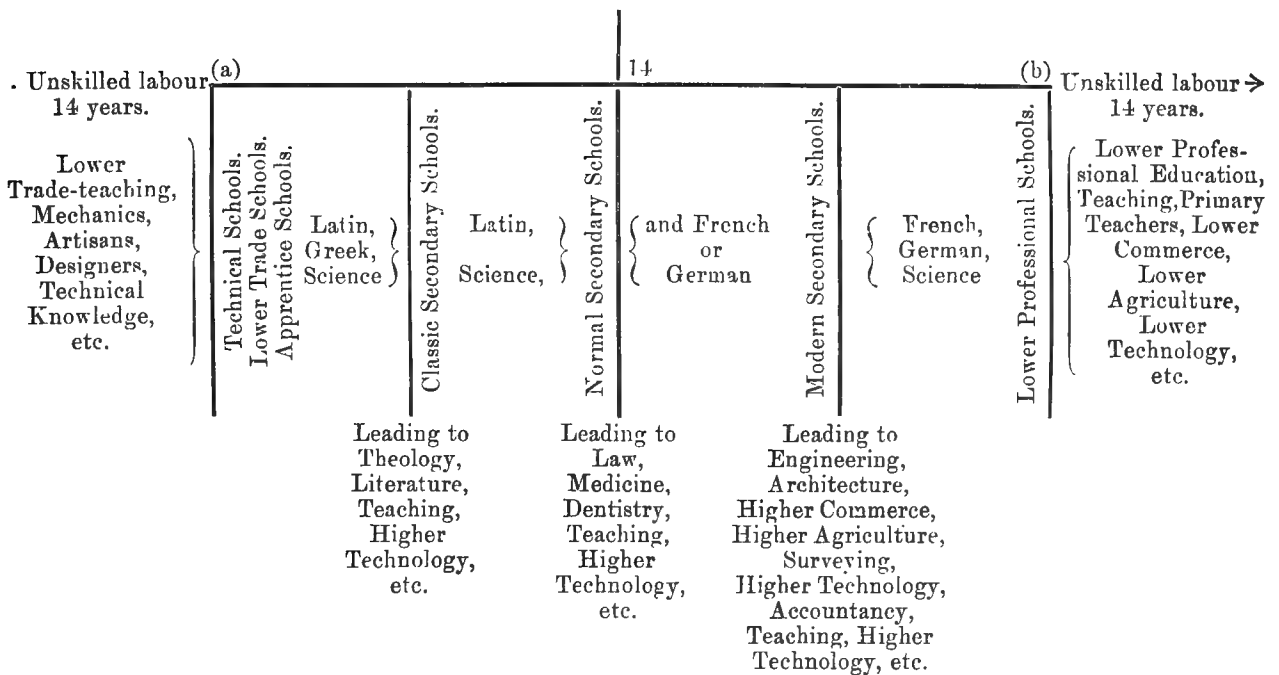 14
(a)
(b)
. Unskilled labour
14 years.
Unskilled labour →
14 years.
Lower
Trade-teaching,
Mechanics,
Artisans,
Designers,
Technical
Knowledge,
etc.
Technical Schools.
Lower Trade Schools.
Apprentice Schools.
Latin,
Greek,
Science
Classic Secondary Schools.
Latin,
Science,
Normal Secondary Schools.
and French
or
German
Modern Secondary Schools.
French,
German,
Science
Lower Professional Schools.
Lower Profes-
sional Education,
Teaching, Primary
Teachers, Lower
Commerce,
Lower
Agriculture,
Lower
Technology,
etc.
Leading to
Theology,
Literature,
Teaching,
Higher
Technology,
etc.
Leading to
Law,
Medicine,
Dentistry,
Teaching,
Higher
Technology,
etc.
Leading to
Engineering,
Architecture,
Higher Commerce,
Higher Agriculture,
Surveying,
Higher Technology,
Accountancy,
Teaching, Higher
Technology, etc.